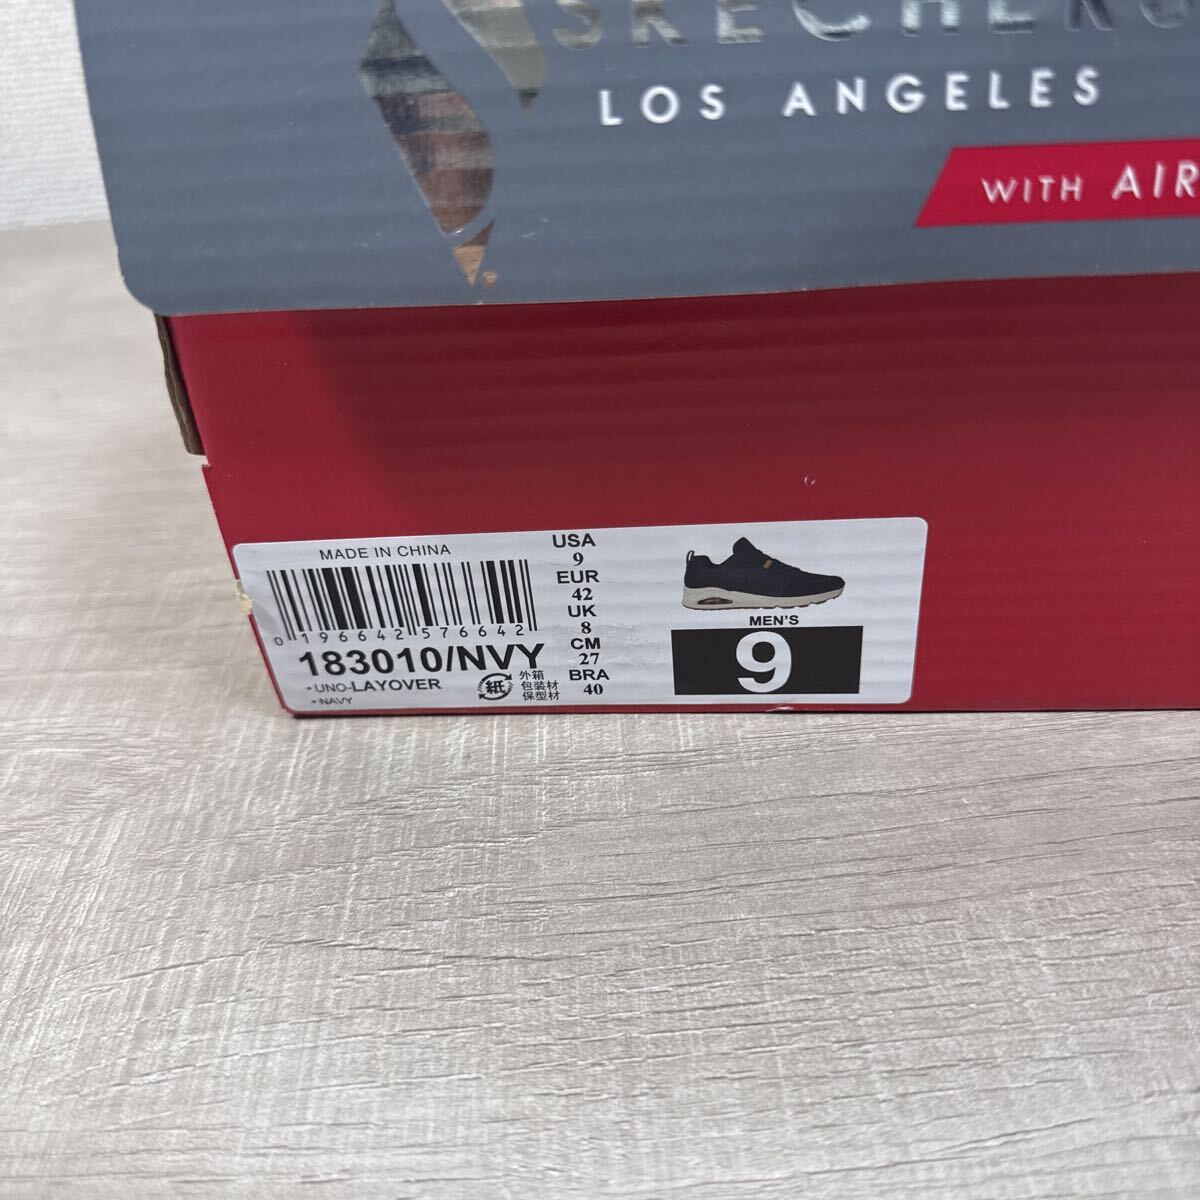 SKECHERS
LOS ANGELES
WITH AIR
MADE IN CHINA
0 196642 576642
183010/NVY
• UNO-LAYOVER
• NAVY
紙
外箱
包装材
保型材
USA
9
EUR
42
UK
8
CM
27
BRA
40
MEN'S
9